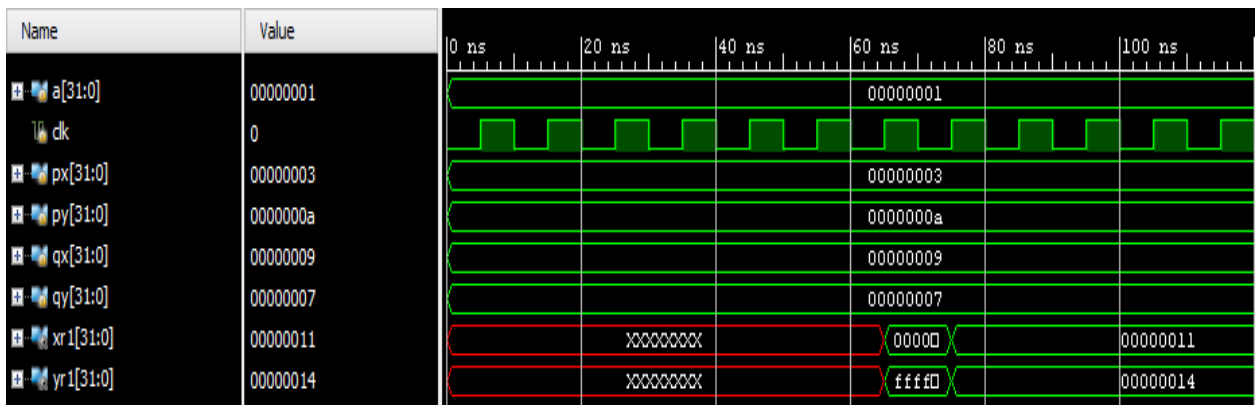 Name Value
0 ns 20 ns 40 ns 60 ns 80 ns 100 ns
a[31:0] 00000001 00000001
clk 0
px[31:0] 00000003 00000003
py[31:0] 0000000a 0000000a
qx[31:0] 00000009 00000009
qy[31:0] 00000007 00000007
xr1[31:0] 00000011 XXXXXXXX 0000 00000011
yr1[31:0] 00000014 XXXXXXXX ffff 00000014